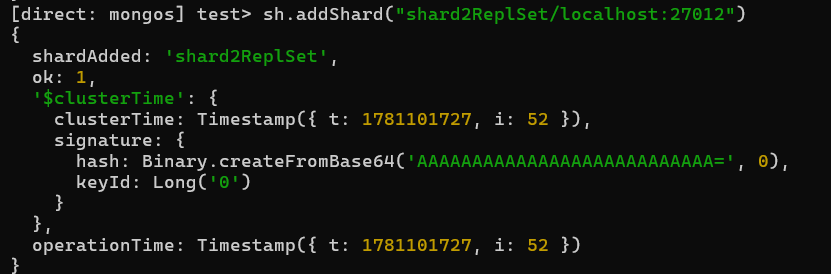 [direct: mongos] test> sh.addShard("shard2ReplSet/localhost:27012")
{
  shardAdded: 'shard2ReplSet',
  ok: 1,
  '$clusterTime': {
    clusterTime: Timestamp({ t: 1781101727, i: 52 }),
    signature: {
      hash: Binary.createFromBase64('AAAAAAAAAAAAAAAAAAAAAAAAAAA=', 0),
      keyId: Long('0')
    }
  },
  operationTime: Timestamp({ t: 1781101727, i: 52 })
}